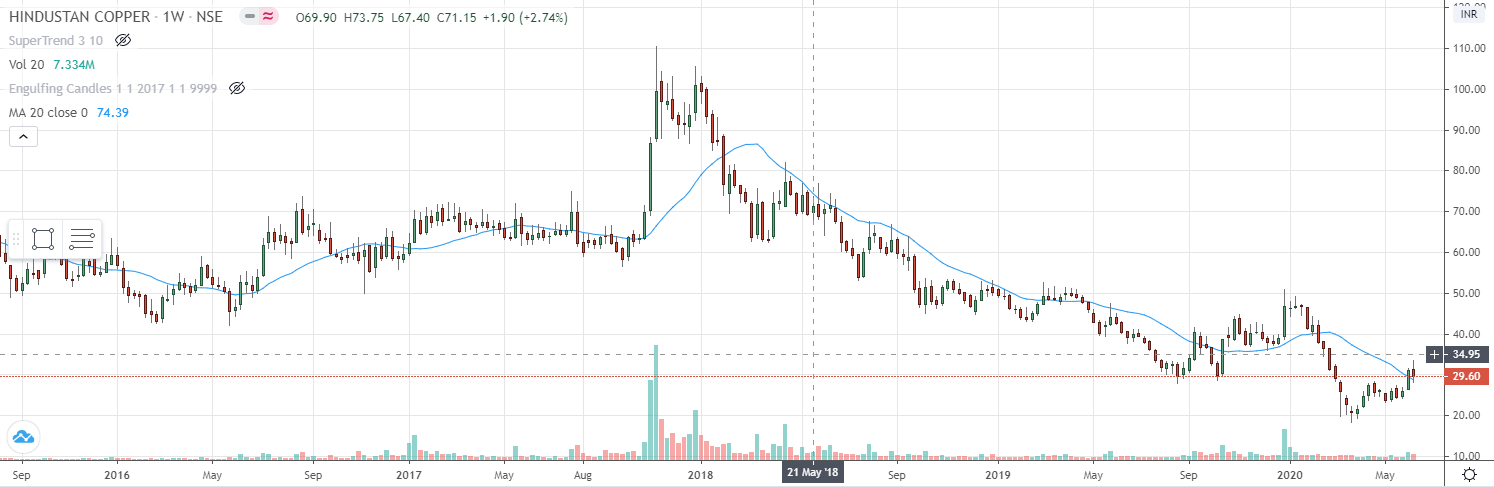 HINDUSTAN COPPER · 1W · NSE O69.90 H73.75 L67.40 C71.15 +1.90 (+2.74%)
SuperTrend 3 10
Vol 20 7.334M
Engulfing Candles 1 1 2017 1 1 9999
MA 20 close 0 74.39
INR
110.00
100.00
90.00
80.00
70.00
60.00
50.00
40.00
34.95
29.60
20.00
10.00
Sep 2016 May Sep 2017 May Aug 2018 21 May '18 Sep 2019 May Sep 2020 May